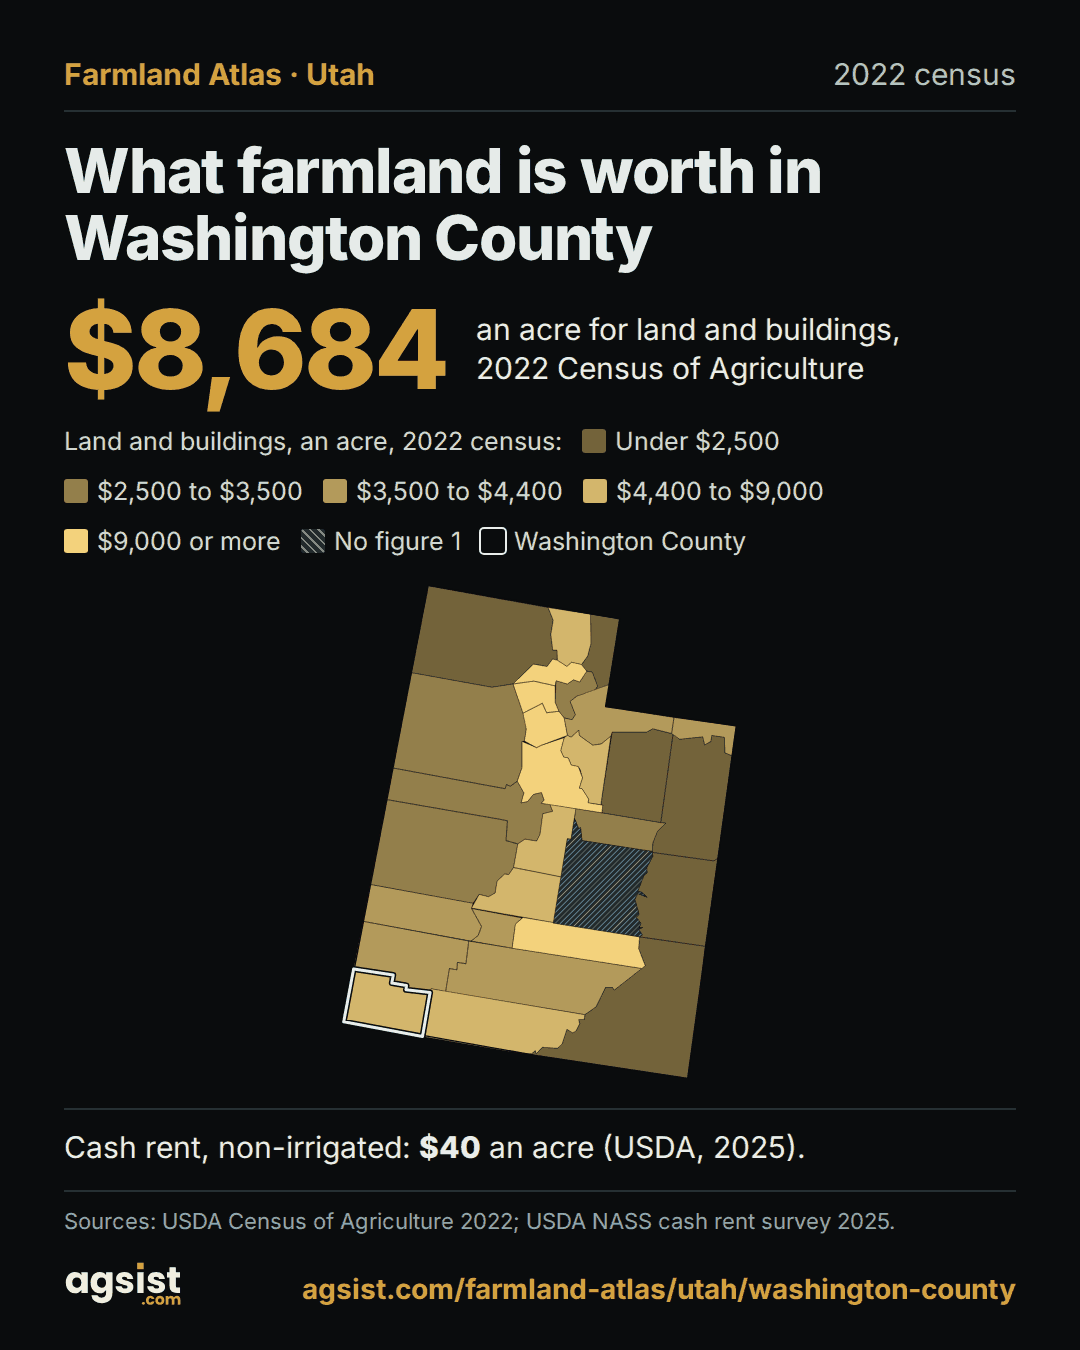 Farmland Atlas · Utah
2022 census
What farmland is worth in
Washington County
$8,684
an acre for land and buildings,
2022 Census of Agriculture
Land and buildings, an acre, 2022 census: Under $2,500
$2,500 to $3,500 $3,500 to $4,400 $4,400 to $9,000
$9,000 or more No figure 1 Washington County
Cash rent, non-irrigated: $40 an acre (USDA, 2025).
Sources: USDA Census of Agriculture 2022; USDA NASS cash rent survey 2025.
agsist
.com
agsist.com/farmland-atlas/utah/washington-county